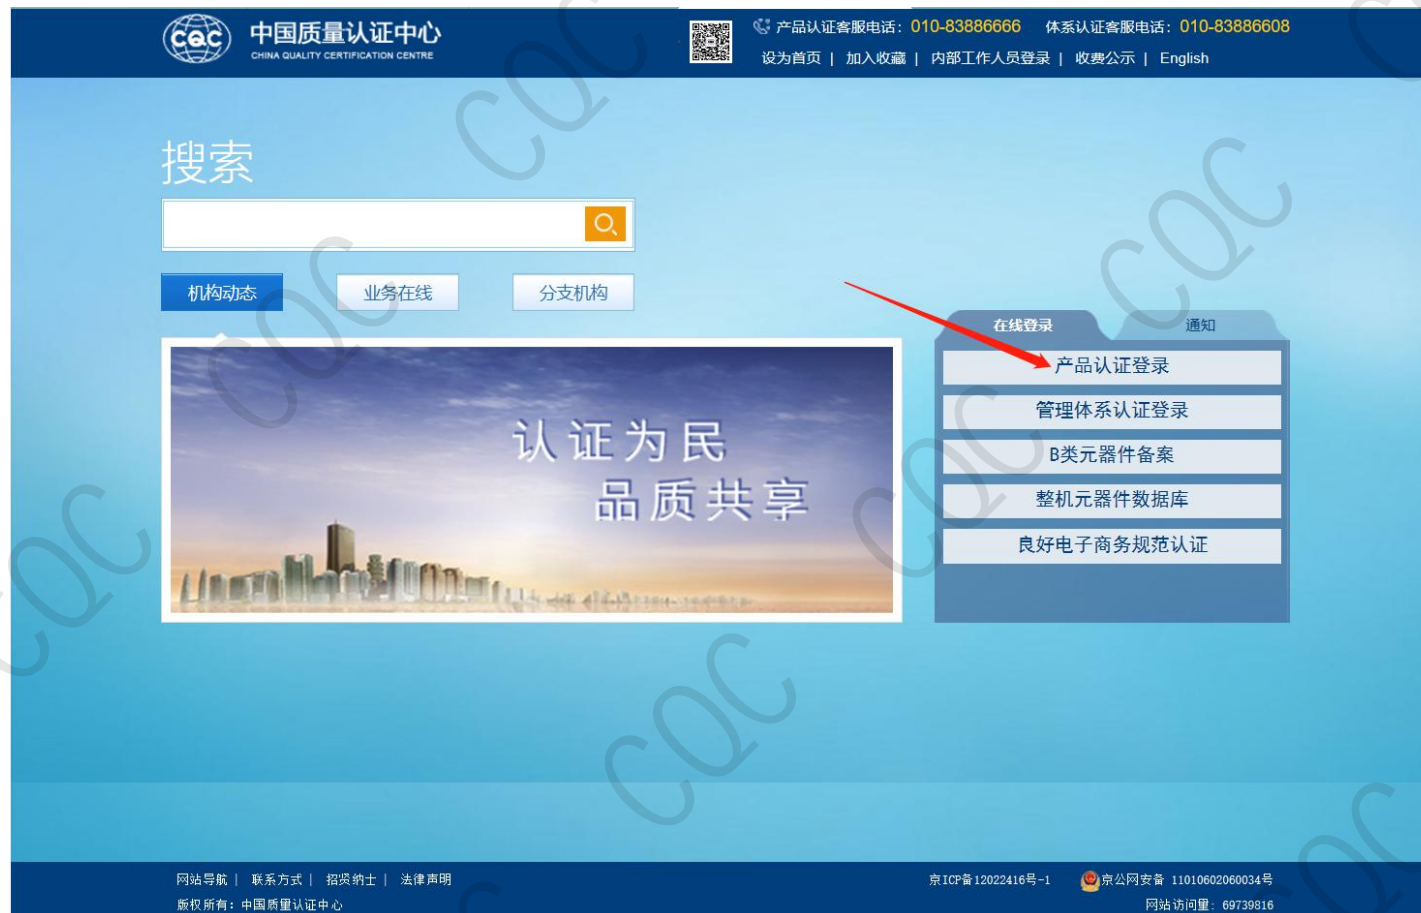 CQC 中国质量认证中心
CHINA QUALITY CERTIFICATION CENTRE
产品认证客服电话：010-83886666 体系认证客服电话：010-83886608
设为首页 | 加入收藏 | 内部工作人员登录 | 收费公示 | English
搜索
机构动态 业务在线 分支机构
在线登录 通知
产品认证登录
管理体系认证登录
B类元器件备案
整机元器件数据库
良好电子商务规范认证
认证为民
品质共享
网站导航 | 联系方式 | 招贤纳士 | 法律声明
京ICP备12022416号-1 京公网安备 11010602060034号
版权所有：中国质量认证中心
网站访问量：69739816
CQC
CQC
CQC
CQC
CQC
CQC
CQC